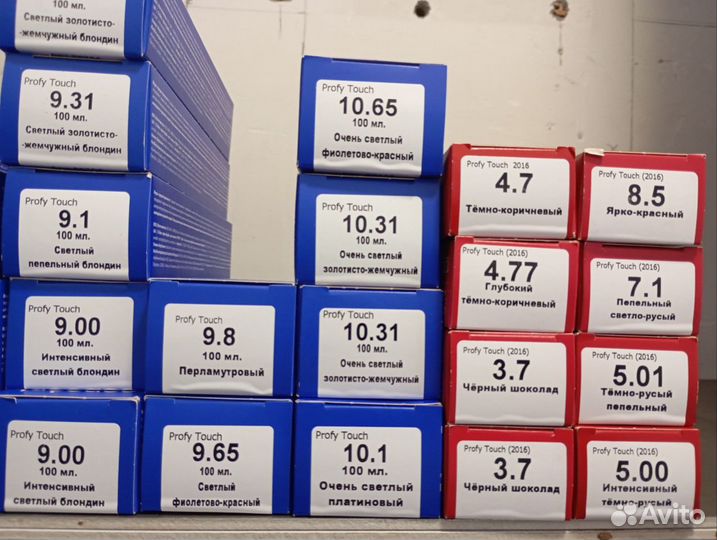 100 мл.
Светлый золотисто-
-жемчужный блондин
Profy Touch
9.31
100 мл.
Светлый золотисто-
-жемчужный блондин
Profy Touch
9.1
100 мл.
Светлый
пепельный блондин
Profy Touch
9.00
100 мл.
Интенсивный
светлый блондин
Profy Touch
9.00
100 мл.
Интенсивный
светлый блондин
Profy Touch
9.8
100 мл.
Перламутровый
Profy Touch
9.65
100 мл.
Светлый
фиолетово-красный
Profy Touch
10.65
100 мл.
Очень светлый
фиолетово-красный
Profy Touch
10.31
100 мл.
Очень светлый
золотисто-жемчужный
Profy Touch
10.31
100 мл.
Очень светлый
золотисто-жемчужный
Profy Touch
10.1
100 мл.
Очень светлый
платиновый
Profy Touch 2016
4.7
Тёмно-коричневый
Profy Touch (2016)
4.77
Глубокий
тёмно-коричневый
Profy Touch (2016)
3.7
Чёрный шоколад
Profy Touch (2016)
3.7
Чёрный шоколад
Profy Touch (2016)
8.5
Ярко-красный
Profy Touch (2016)
7.1
Пепельный
светло-русый
Profy Touch (2016)
5.01
Тёмно-русый
пепельный
Profy Touch (2016)
5.00
Интенсивный
тёмно-русый
Avito